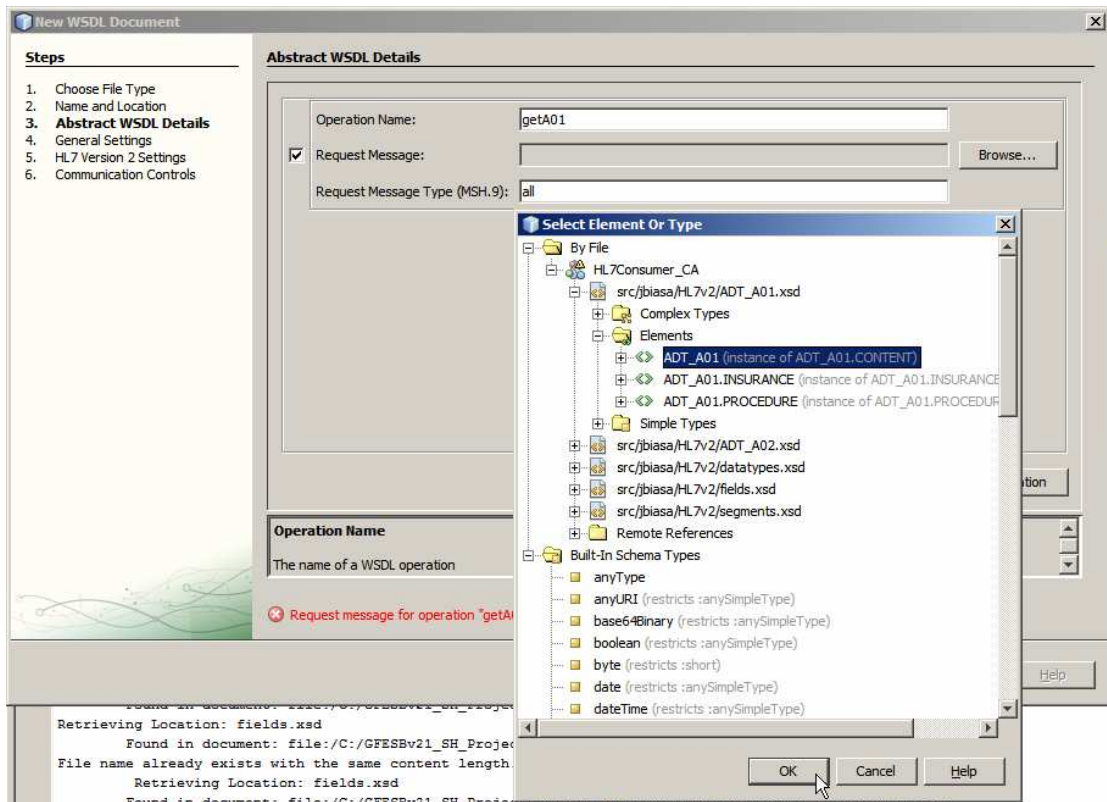 New WSDL Document
Steps
1. Choose File Type
2. Name and Location
3. Abstract WSDL Details
4. General Settings
5. HL7 Version 2 Settings
6. Communication Controls
Abstract WSDL Details
Operation Name: getA01
Request Message: Browse...
Request Message Type (MSH.9): all
Select Element Or Type
By File
HL7Consumer_CA
src/jbiasa/HL7v2/ADT_A01.xsd
Complex Types
Elements
ADT_A01 (instance of ADT_A01.CONTENT)
ADT_A01.INSURANCE (instance of ADT_A01.INSURANCE
ADT_A01.PROCEDURE (instance of ADT_A01.PROCEDUR
Simple Types
src/jbiasa/HL7v2/ADT_A02.xsd
src/jbiasa/HL7v2/datatypes.xsd
src/jbiasa/HL7v2/fields.xsd
src/jbiasa/HL7v2/segments.xsd
Remote References
Built-In Schema Types
anyType
anyURI (restricts :anySimpleType)
base64Binary (restricts :anySimpleType)
boolean (restricts :anySimpleType)
byte (restricts :short)
date (restricts :anySimpleType)
dateTime (restricts :anySimpleType)
OK Cancel Help
ation
Operation Name
The name of a WSDL operation
Request message for operation "getA
Help
Retrieving Location: fields.xsd
Found in document: file:/C:/GFESBv21_SH_Projec
File name already exists with the same content length
Retrieving Location: fields.xsd
Found in document: file:/C:/GFESBv21_SH_Projec